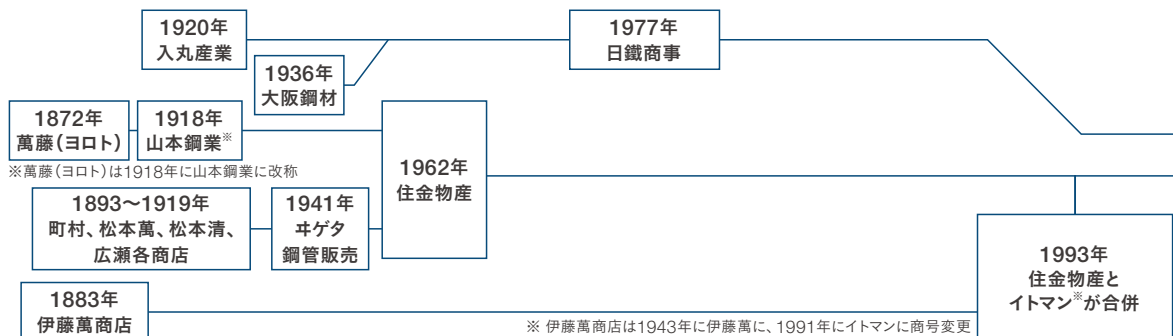 1920年
入丸産業
1936年
大阪鋼材
1977年
日鐵商事
1872年
萬藤(ヨロト)
1918年
山本鋼業※
※萬藤(ヨロト)は1918年に山本鋼業に改称
1893～1919年
町村、松本萬、松本清、
広瀬各商店
1941年
ヰゲタ
鋼管販売
1962年
住金物産
1883年
伊藤萬商店
1993年
住金物産と
イトマン※が合併
※ 伊藤萬商店は1943年に伊藤萬に、1991年にイトマンに商号変更